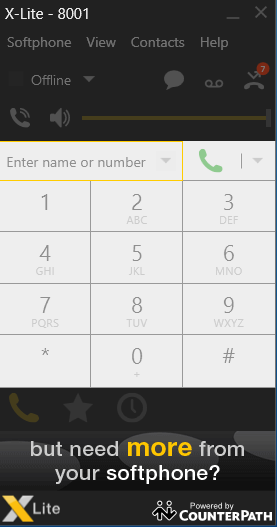 X-Lite - 8001
Softphone View Contacts Help
Offline
7
Enter name or number
1 2 3
ABC DEF
4 5 6
GHI JKL MNO
7 8 9
PQRS TUV WXYZ
* 0 #
+
but need more from
your softphone?
X Lite
Powered by
COUNTERPATH